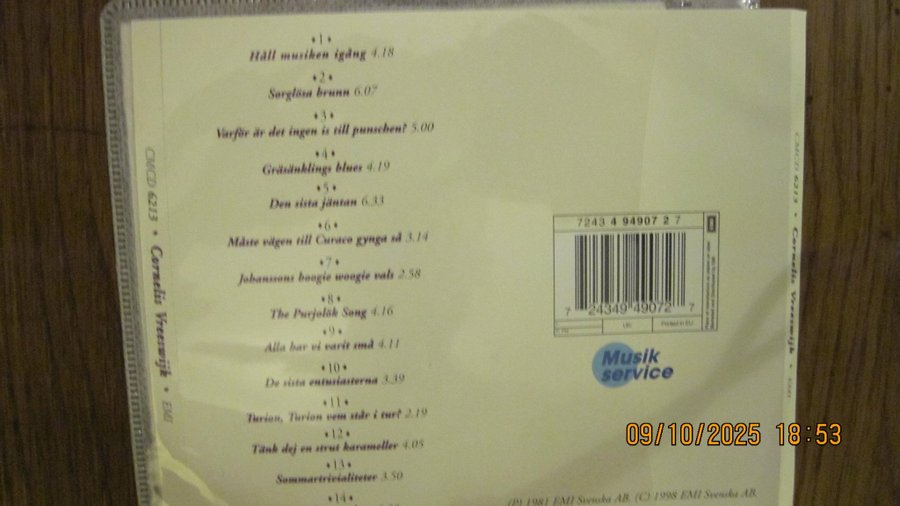 •1•
Håll musiken igång 4.18
•2•
Sorglösa brunn 6.07
•3•
Varför är det ingen is till punschen? 5.00
•4•
Gräsänklings blues 4.19
•5•
Den sista jäntan 6.33
•6•
Måste vägen till Curaco gynga så 3.14
•7•
Johanssons boogie woogie vals 2.58
•8•
The Purjolök Song 4.16
•9•
Alla har vi varit små 4.11
•10•
De sista entusiasterna 3.39
•11•
Turion, Turion vem står i tur? 2.19
•12•
Tänk dej en strut karameller 4.05
•13•
Sommartrivialiteter 3.50
•14•
CMCD 6213 • Cornelis Vreeswijk • EMI
7243 4 94907 2 7
7 24349 49072 7
UK:
Printed in EU
Musik
service
CMCD 6213 • Cornelis Vreeswijk • EMI
(P) 1981 EMI Svenska AB. (C) 1998 EMI Svenska AB.
09/10/2025 18:53